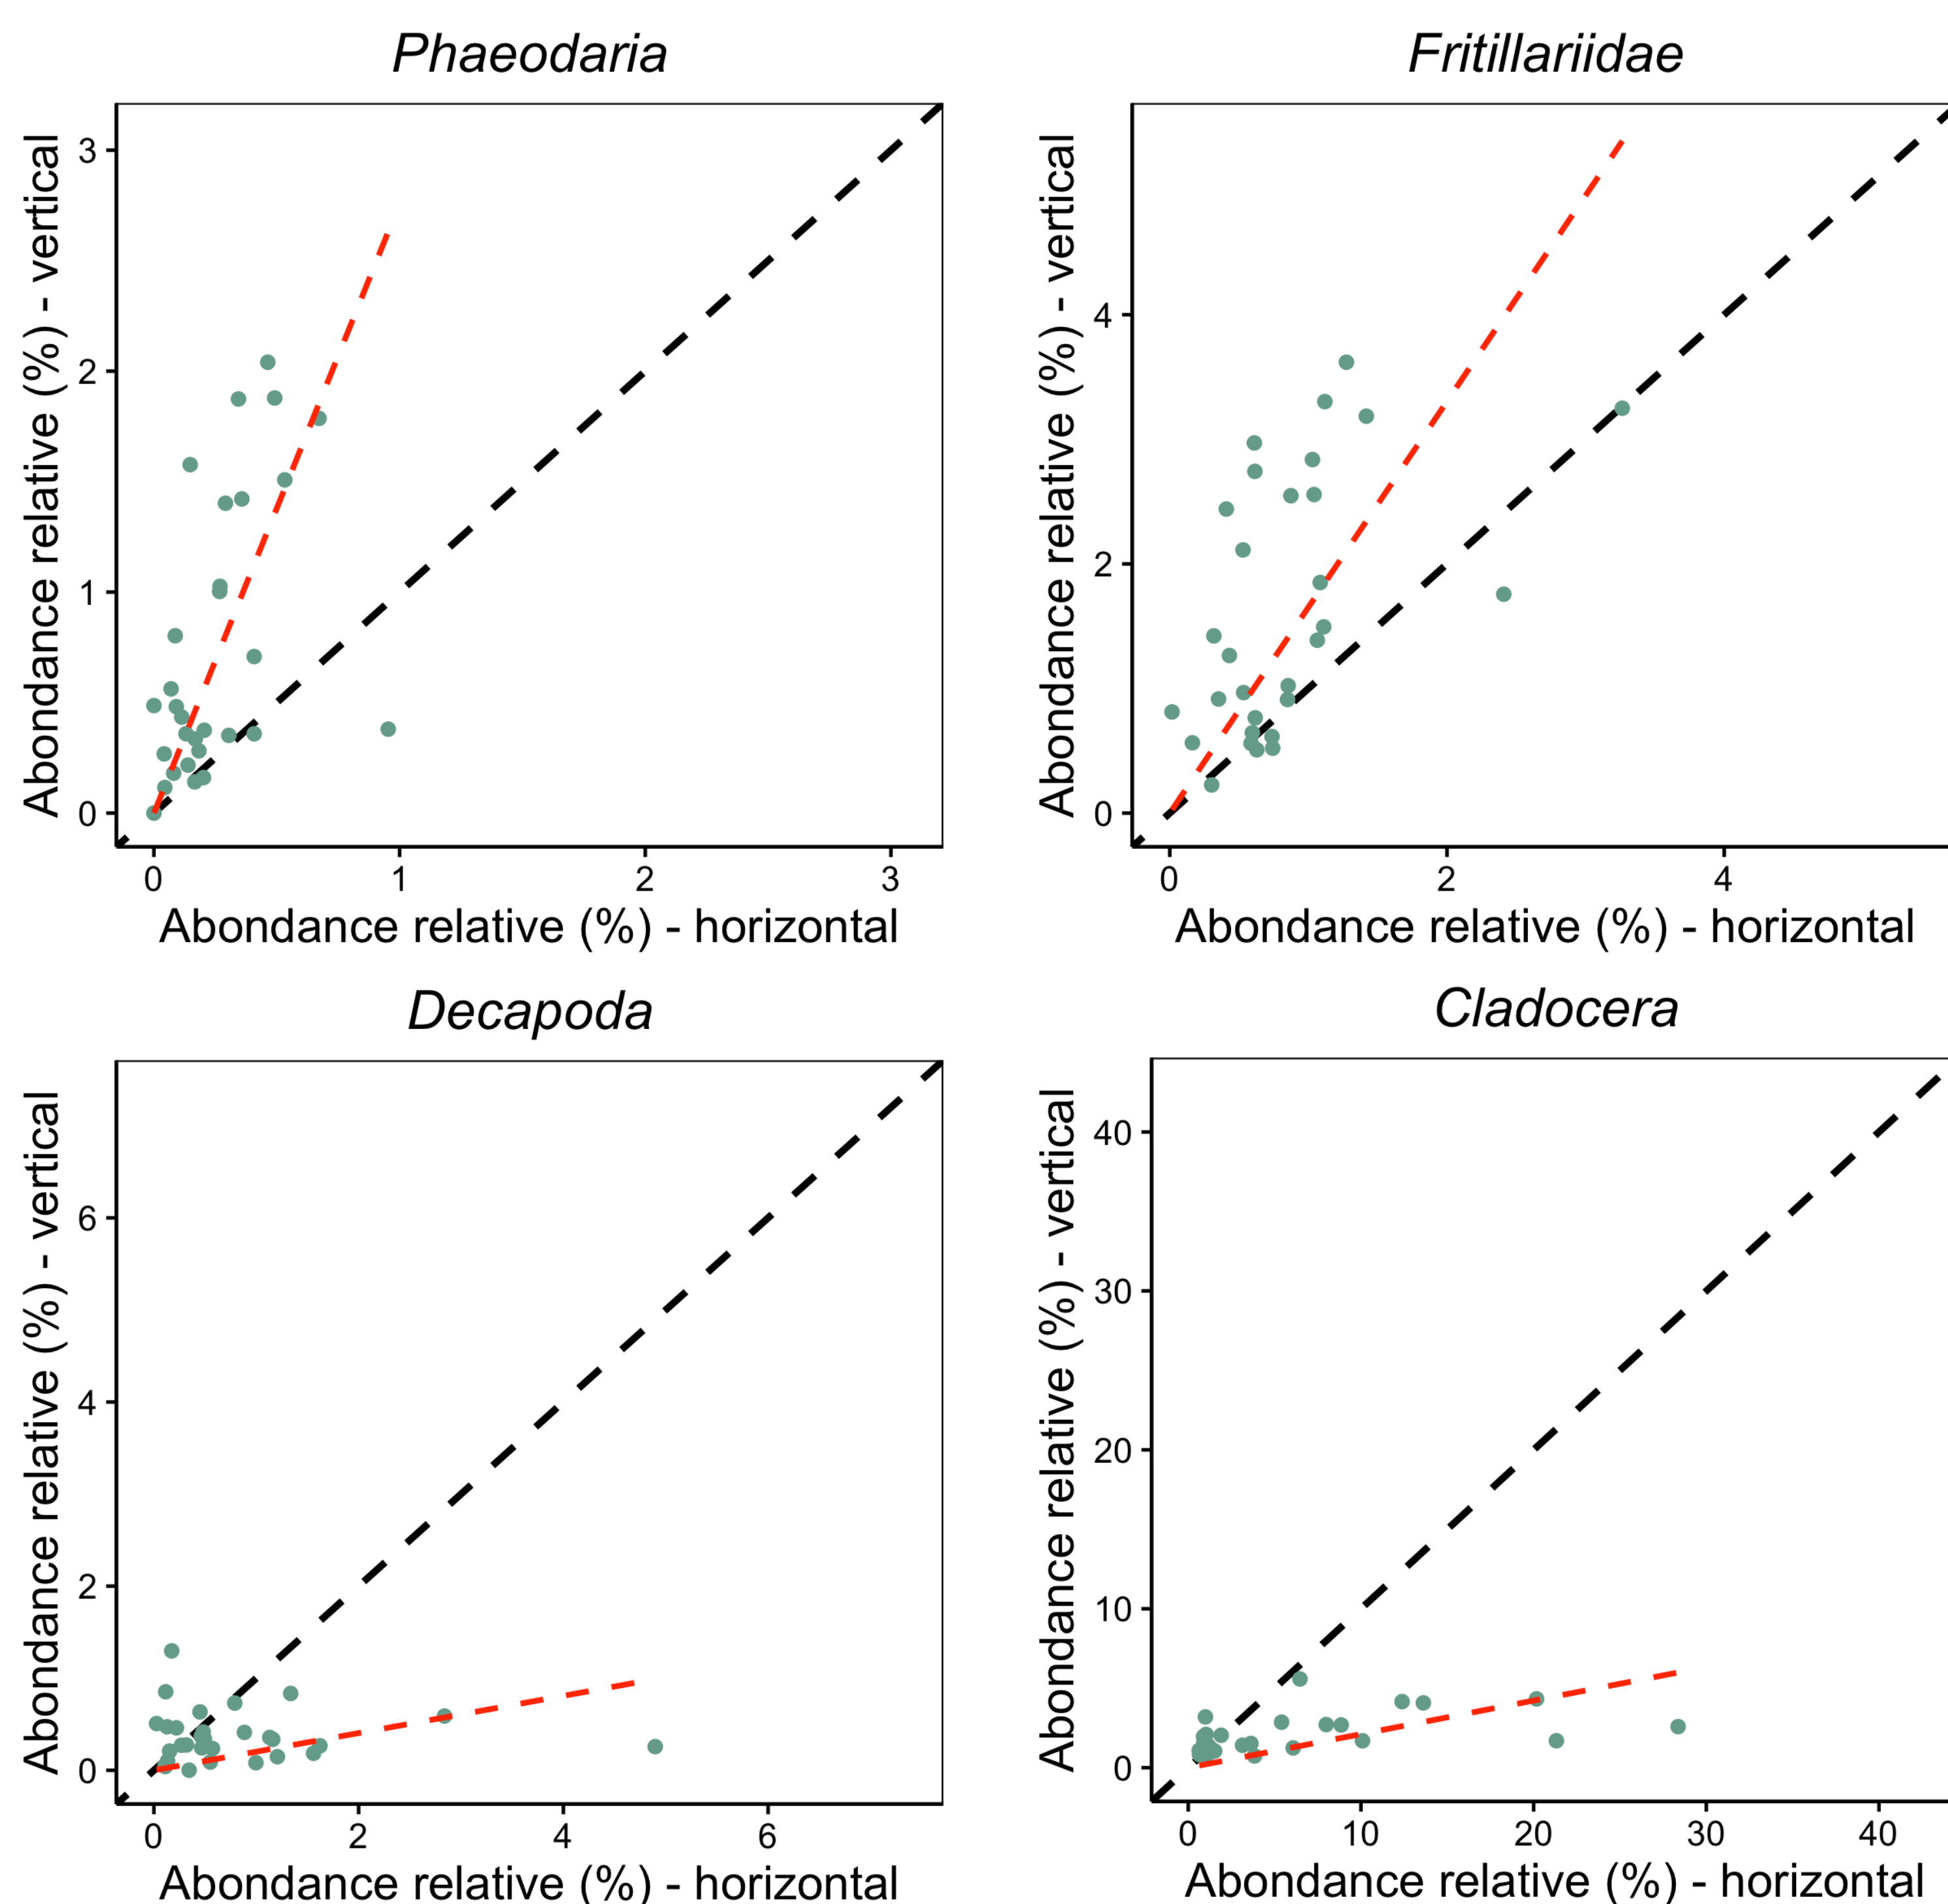 Phaeodaria
Abondance relative (%) - vertical
3
2
1
0
0 1 2 3
Abondance relative (%) - horizontal
Fritillariidae
Abondance relative (%) - vertical
4
2
0
0 2 4
Abondance relative (%) - horizontal
Decapoda
Abondance relative (%) - vertical
6
4
2
0
0 2 4 6
Abondance relative (%) - horizontal
Cladocera
Abondance relative (%) - vertical
40
30
20
10
0
0 10 20 30 40
Abondance relative (%) - horizontal